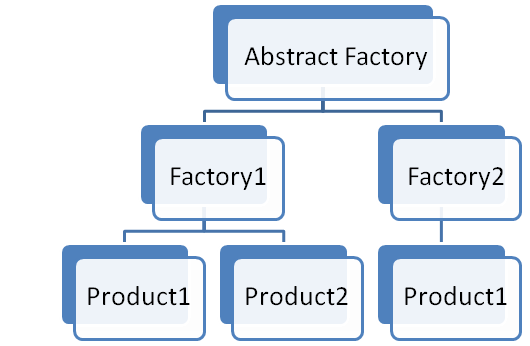 Abstract Factory
Factory1
Factory2
Product1
Product2
Product1